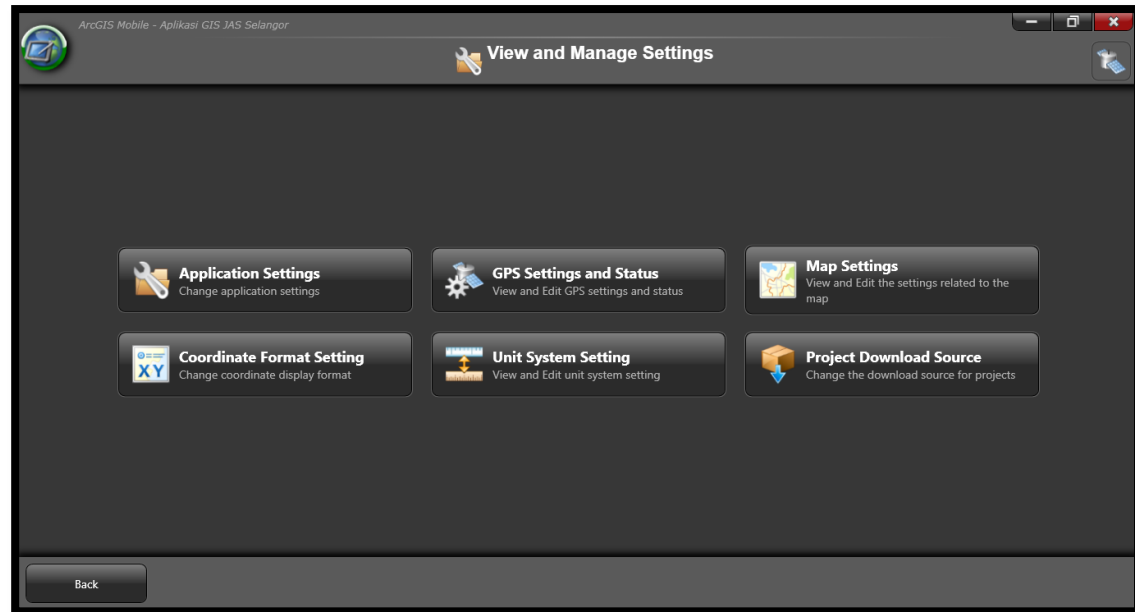 ArcGIS Mobile - Aplikasi GIS JAS Selangor
View and Manage Settings
Application Settings
Change application settings
GPS Settings and Status
View and Edit GPS settings and status
Map Settings
View and Edit the settings related to the
map
Coordinate Format Setting
Change coordinate display format
XY
Unit System Setting
View and Edit unit system setting
Project Download Source
Change the download source for projects
Back